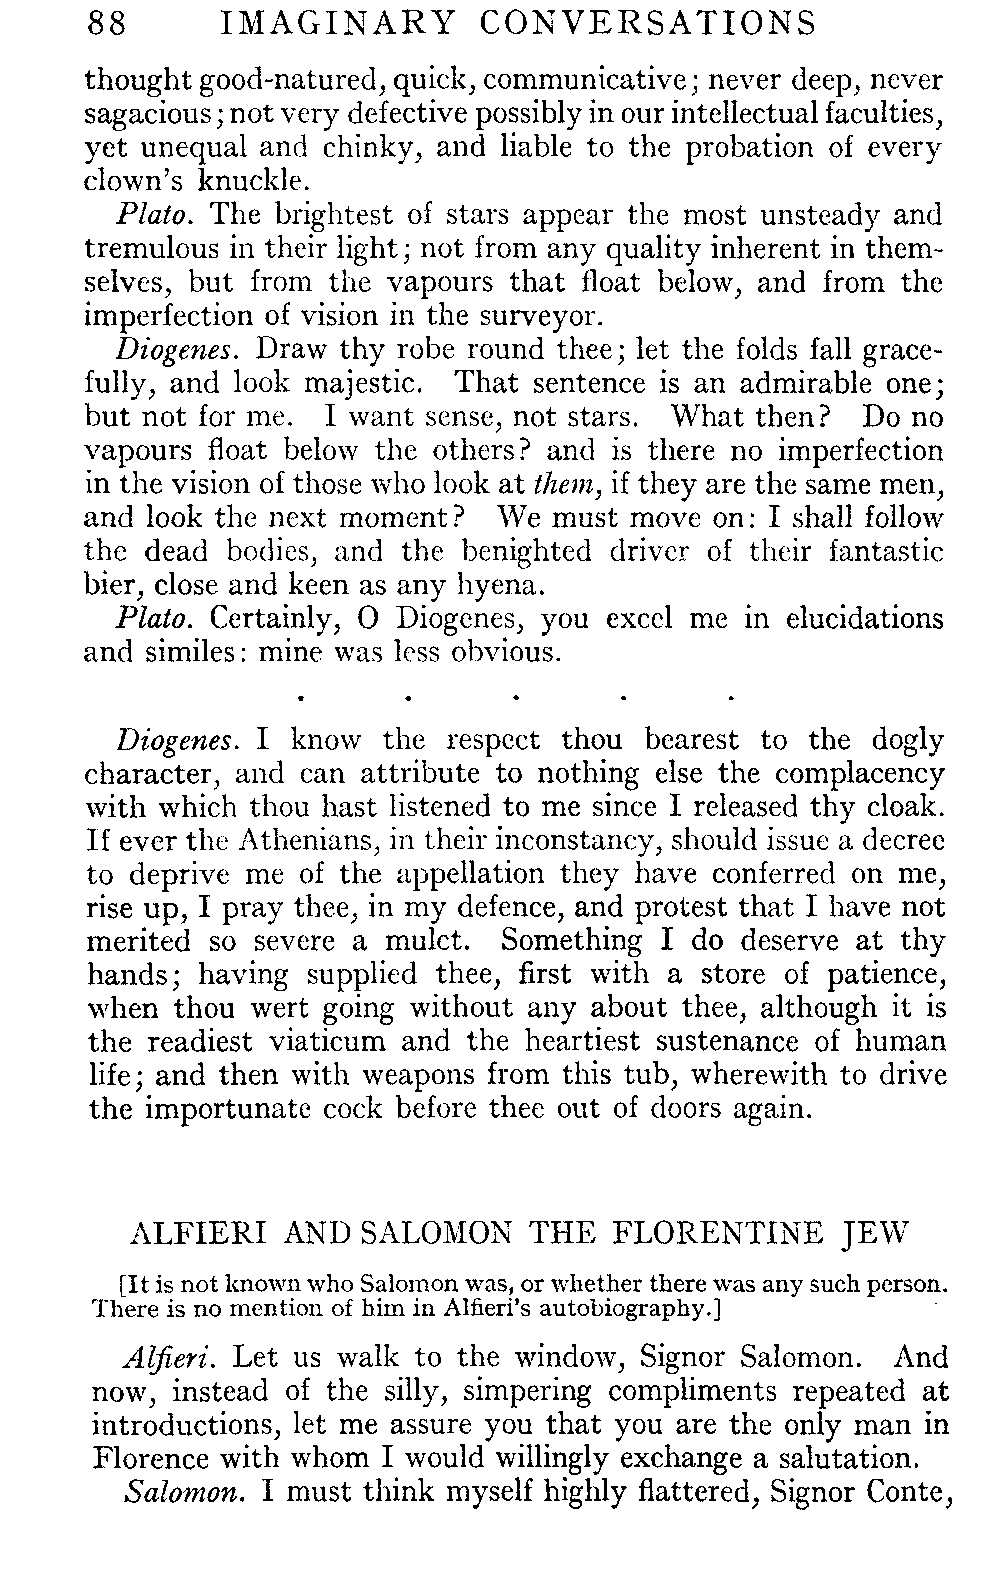 88 IMAGINARY CONVERSATIONS
thought good-natured, quick, communicative; never deep, never
sagacious; not very defective possibly in our intellectual faculties,
yet unequal and chinky, and liable to the probation of every
clown's knuckle.
Plato. The brightest of stars appear the most unsteady and
tremulous in their light; not from any quality inherent in them-
selves, but from the vapours that float below, and from the
imperfection of vision in the surveyor.
Diogenes. Draw thy robe round thee; let the folds fall grace-
fully, and look majestic. That sentence is an admirable one;
but not for me. I want sense, not stars. What then? Do no
vapours float below the others? and is there no imperfection
in the vision of those who look at them, if they are the same men,
and look the next moment? We must move on: I shall follow
the dead bodies, and the benighted driver of their fantastic
bier, close and keen as any hyena.
Plato. Certainly, O Diogenes, you excel me in elucidations
and similes: mine was less obvious.
. . . . .
Diogenes. I know the respect thou bearest to the dogly
character, and can attribute to nothing else the complacency
with which thou hast listened to me since I released thy cloak.
If ever the Athenians, in their inconstancy, should issue a decree
to deprive me of the appellation they have conferred on me,
rise up, I pray thee, in my defence, and protest that I have not
merited so severe a mulct. Something I do deserve at thy
hands; having supplied thee, first with a store of patience,
when thou wert going without any about thee, although it is
the readiest viaticum and the heartiest sustenance of human
life; and then with weapons from this tub, wherewith to drive
the importunate cock before thee out of doors again.
ALFIERI AND SALOMON THE FLORENTINE JEW
[It is not known who Salomon was, or whether there was any such person.
There is no mention of him in Alfieri's autobiography.]
Alfieri. Let us walk to the window, Signor Salomon. And
now, instead of the silly, simpering compliments repeated at
introductions, let me assure you that you are the only man in
Florence with whom I would willingly exchange a salutation.
Salomon. I must think myself highly flattered, Signor Conte,